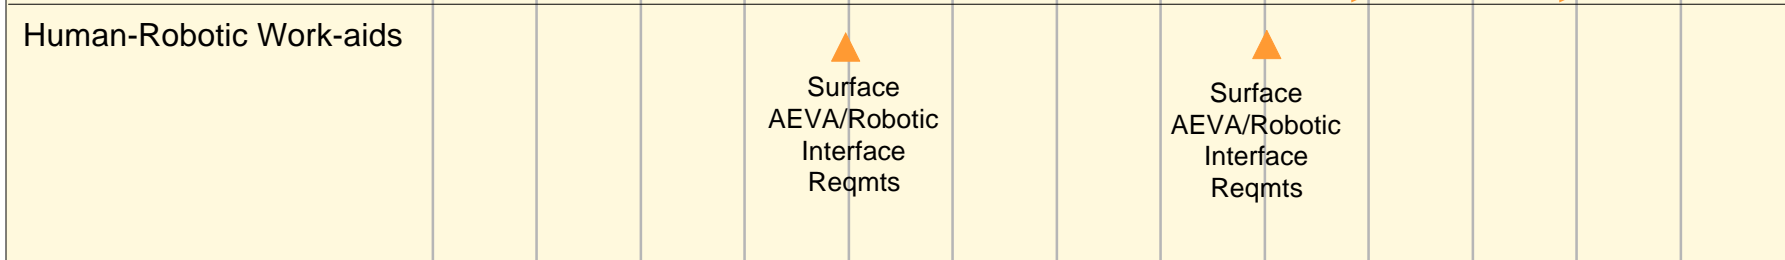 Human-Robotic Work-aids
Surface
AEVA/Robotic
Interface
Reqmts
Surface
AEVA/Robotic
Interface
Reqmts